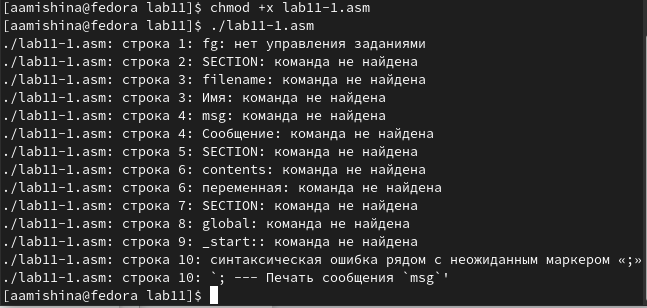 [aamishina@fedora lab11]$ chmod +x lab11-1.asm
[aamishina@fedora lab11]$ ./lab11-1.asm
./lab11-1.asm: строка 1: fg: нет управления заданиями
./lab11-1.asm: строка 2: SECTION: команда не найдена
./lab11-1.asm: строка 3: filename: команда не найдена
./lab11-1.asm: строка 3: Имя: команда не найдена
./lab11-1.asm: строка 4: msg: команда не найдена
./lab11-1.asm: строка 4: Сообщение: команда не найдена
./lab11-1.asm: строка 5: SECTION: команда не найдена
./lab11-1.asm: строка 6: contents: команда не найдена
./lab11-1.asm: строка 6: переменная: команда не найдена
./lab11-1.asm: строка 7: SECTION: команда не найдена
./lab11-1.asm: строка 8: global: команда не найдена
./lab11-1.asm: строка 9: _start:: команда не найдена
./lab11-1.asm: строка 10: синтаксическая ошибка рядом с неожиданным маркером «;»
./lab11-1.asm: строка 10: `; --- Печать сообщения `msg`'
[aamishina@fedora lab11]$